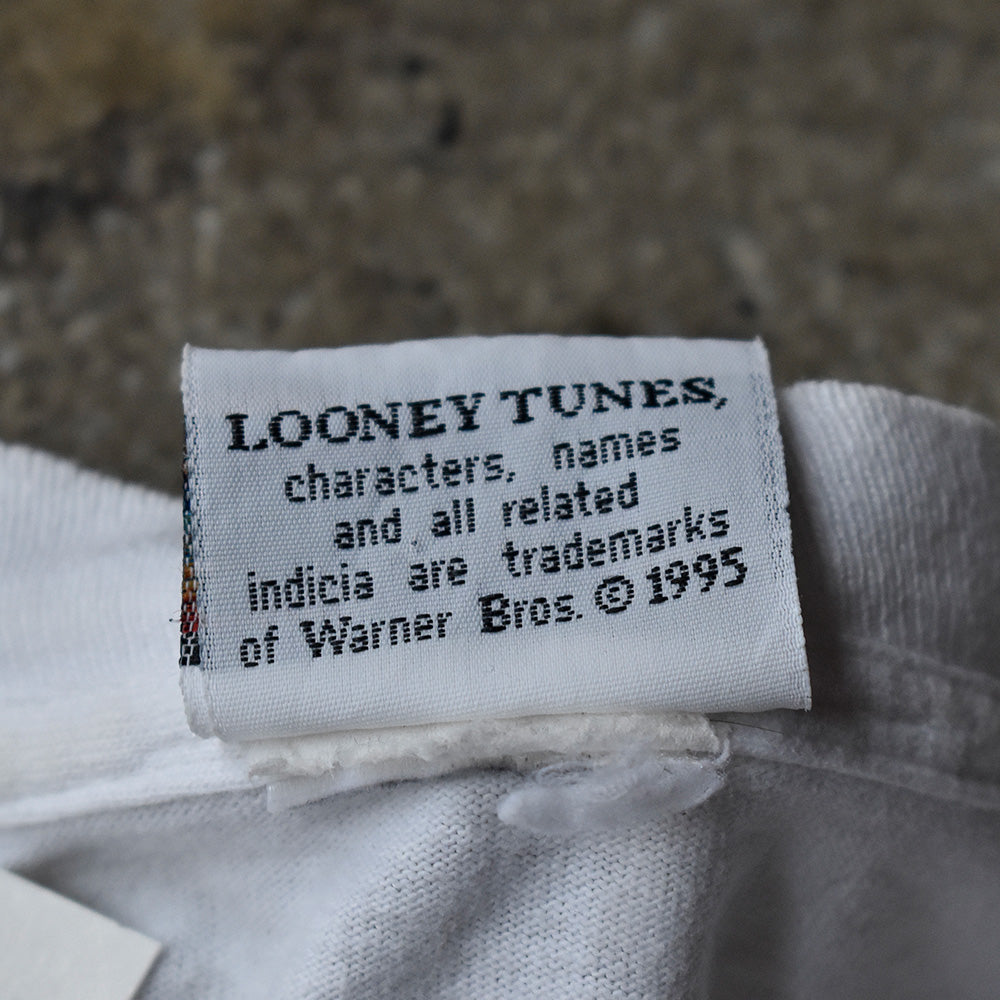 LOONEY TUNES,
characters, names
and all related
indicia are trademarks
of Warner Bros. © 1995